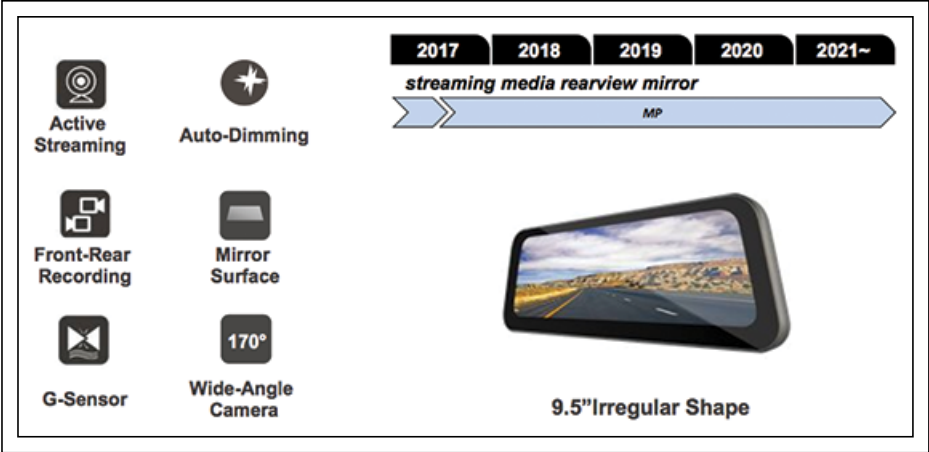 2017 2018 2019 2020 2021~
streaming media rearview mirror
MP
Active
Streaming
Auto-Dimming
Front-Rear
Recording
Mirror
Surface
G-Sensor
170°
Wide-Angle
Camera
9.5”Irregular Shape